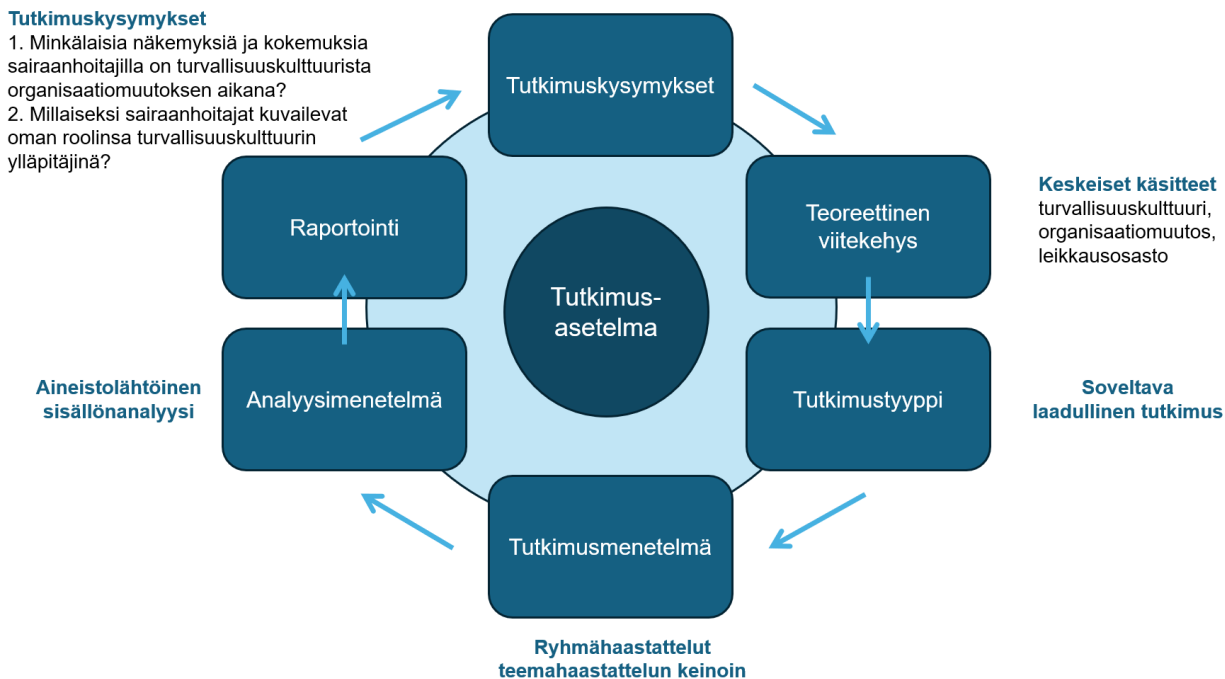 Tutkimuskysymykset
1. Minkälaisia näkemyksiä ja kokemuksia
sairaanhoitajilla on turvallisuuskulttuurista
organisaatiomuutoksen aikana?
2. Millaiseksi sairaanhoitajat kuvailevat
oman roolinsa turvallisuuskulttuurin
ylläpitäjinä?
Tutkimuskysymykset
Teoreettinen
viitekehys
Keskeiset käsitteet
turvallisuuskulttuuri,
organisaatiomuutos,
leikkausosasto
Tutkimustyyppi
Soveltava
laadullinen tutkimus
Tutkimusmenetelmä
Ryhmähaastattelut
teemahaastattelun keinoin
Analyysimenetelmä
Aineistolähtöinen
sisällönanalyysi
Raportointi
Tutkimus-
asetelma